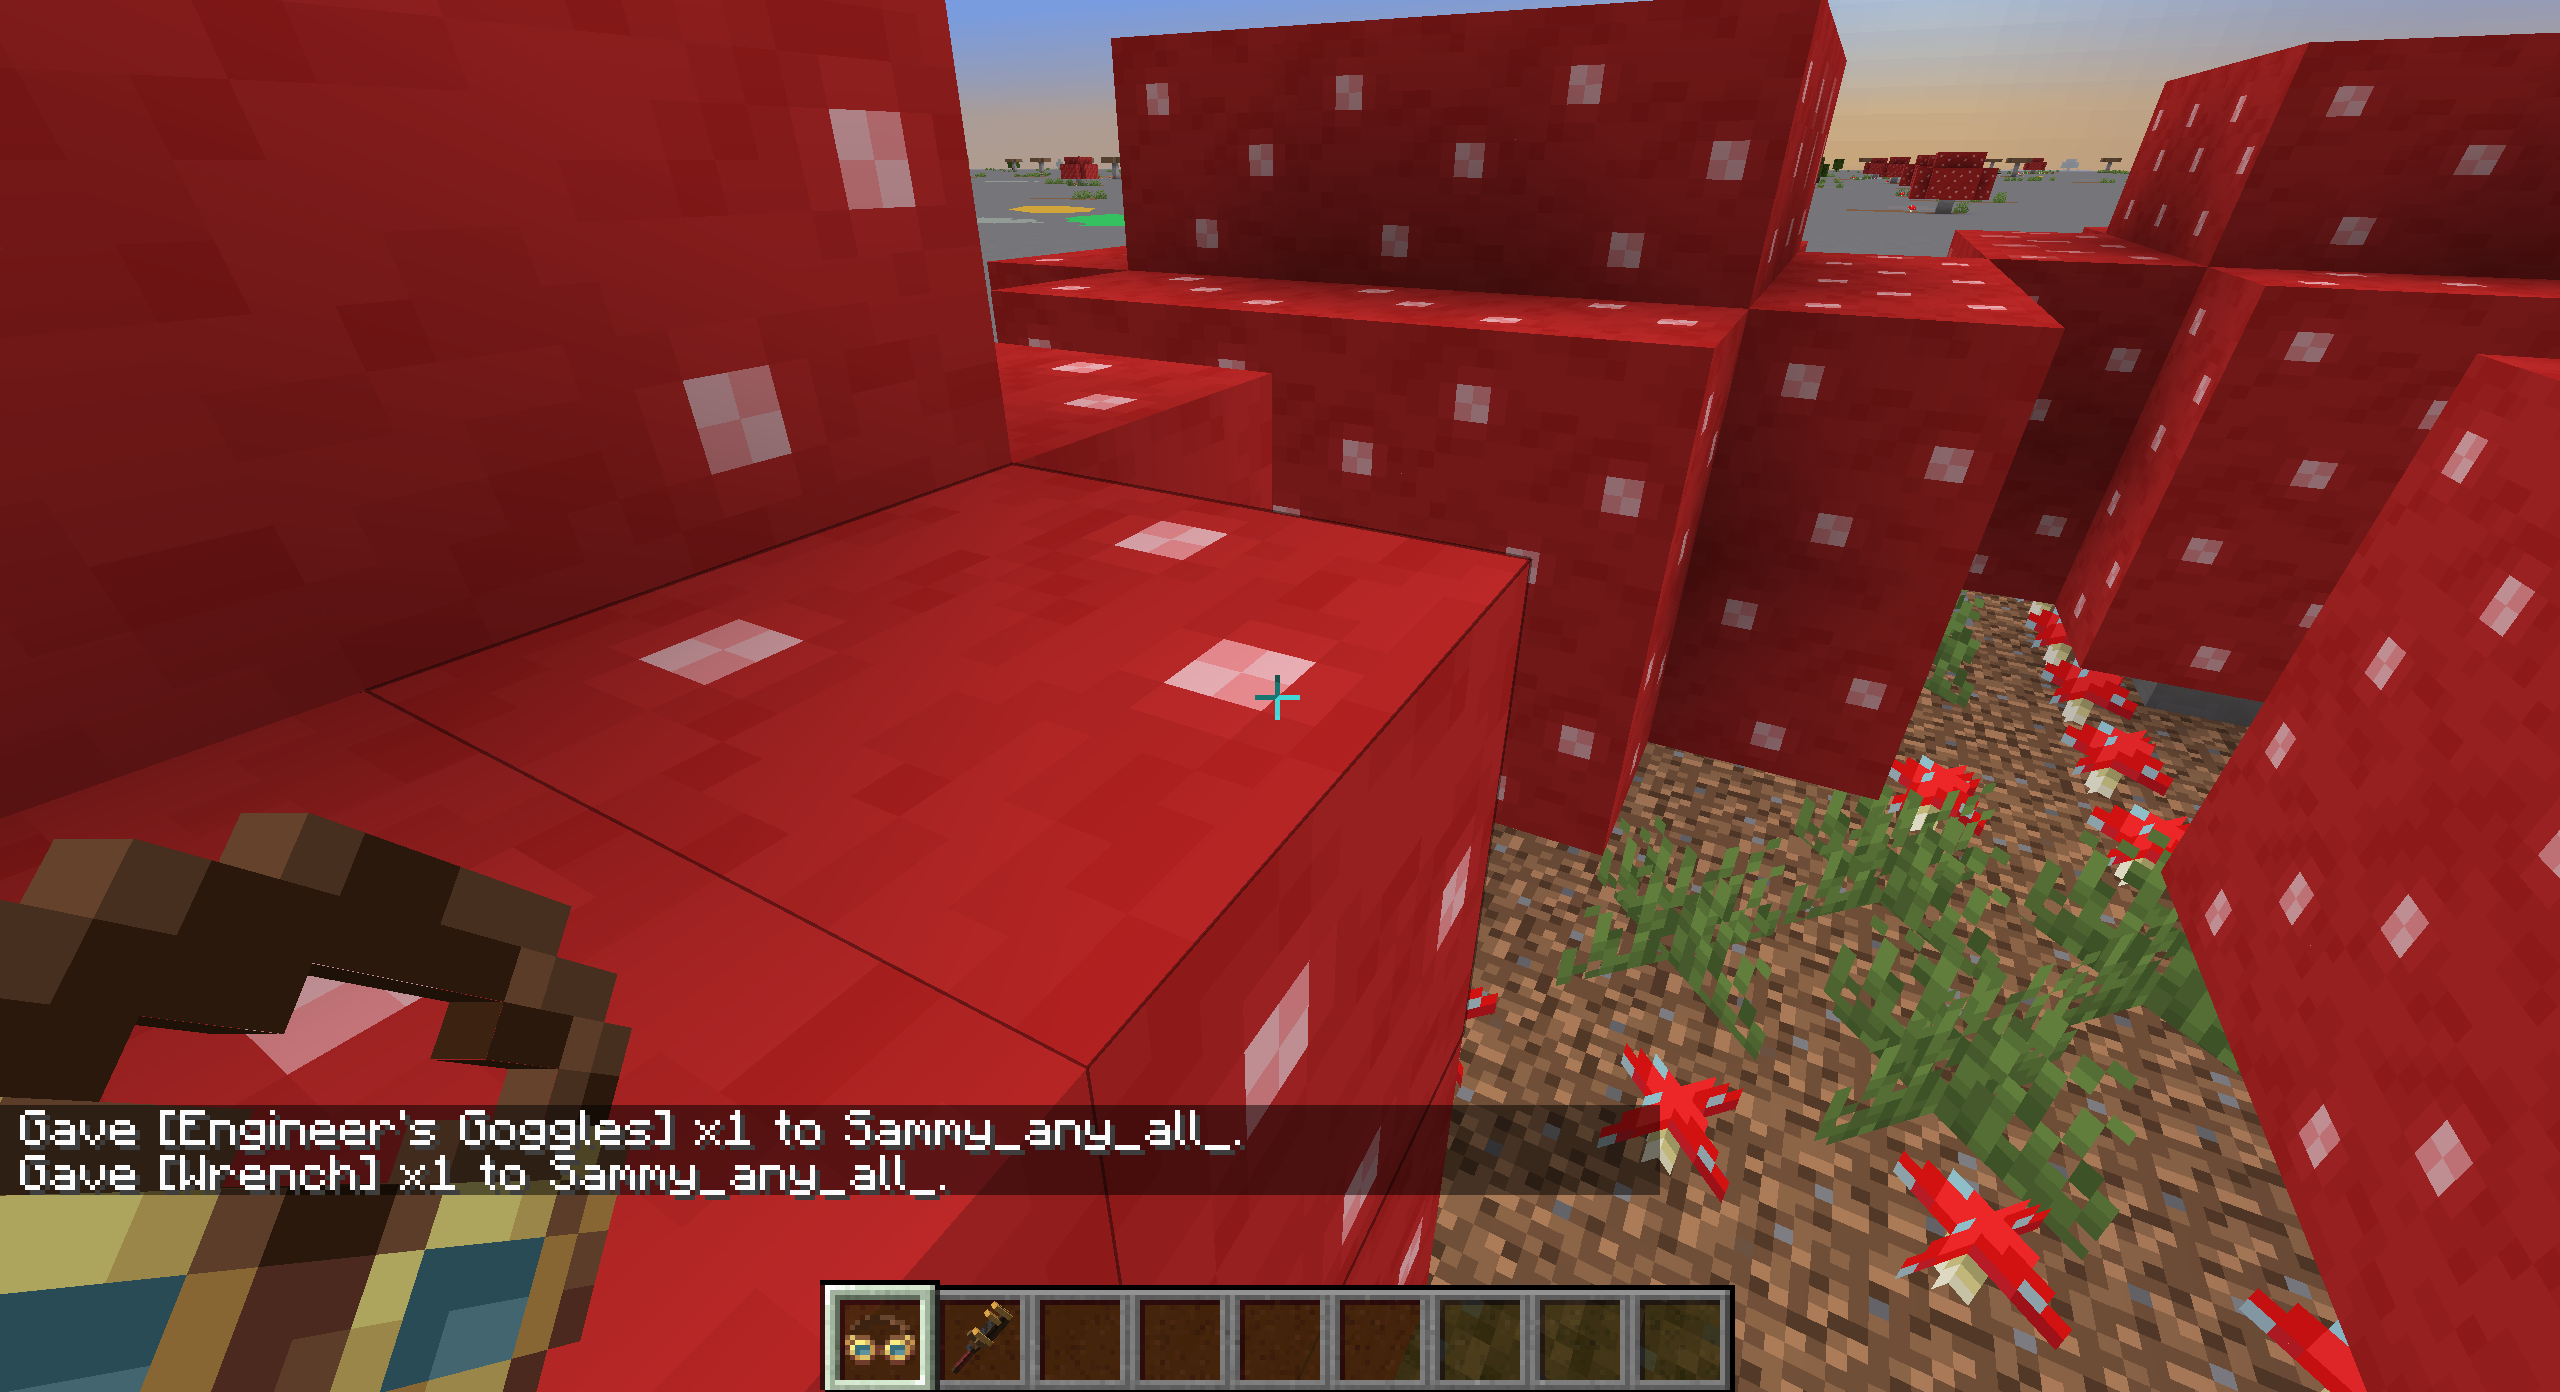 Gave [Engineer's Goggles] x1 to Sammy_any_all_.
Gave [Wrench] x1 to Sammy_any_all_.